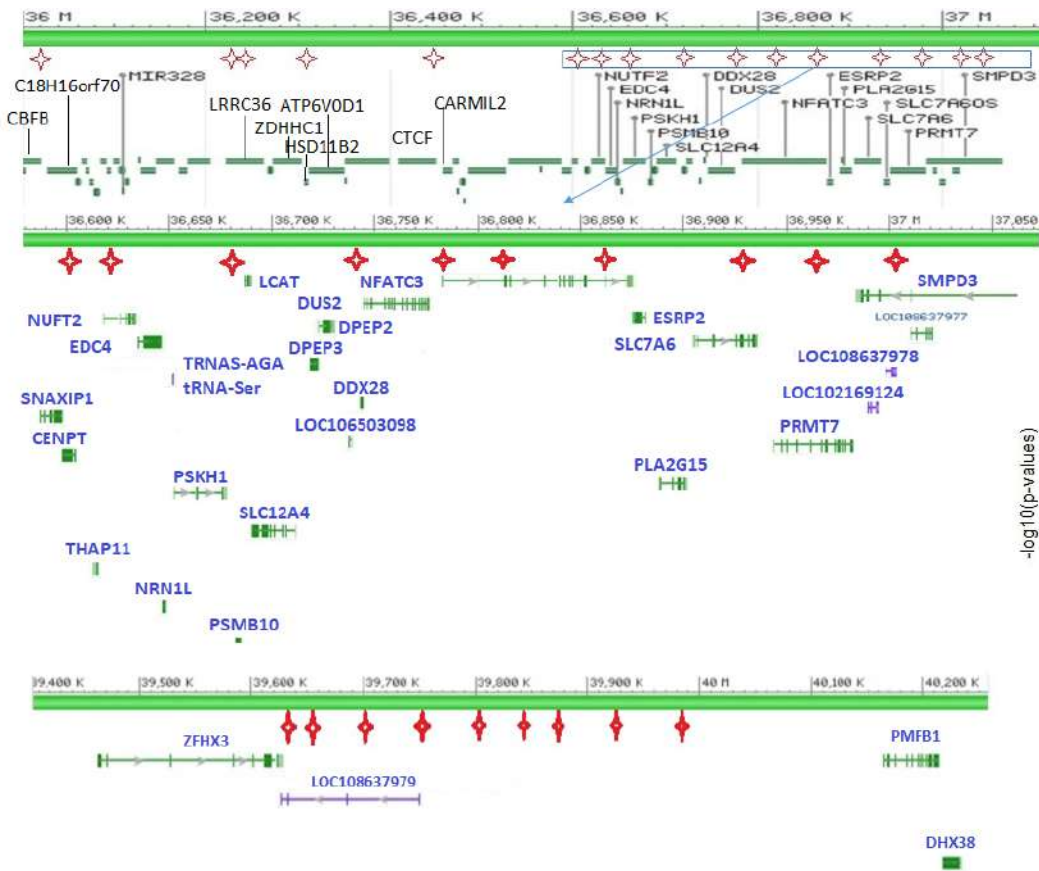 36 M 36,200 K 36,400 K 36,600 K 36,800 K 37 M
C18H16orf70 MIR328 NUTF2 DDX28 ESRP2 SMPD3
EDC4 DUS2 PLA2G15
CBFB LRRC36 ATP6V0D1 CARMIL2 NRN1L NFATC3 SLC7A6OS
ZDHHC1 PSKH1 SLC7A6
HSD11B2 CTCF PSMB10 PRMT7
SLC12A4
36,600 K 36,650 K 36,700 K 36,750 K 36,800 K 36,850 K 36,900 K 36,950 K 37 M 37,050
LCAT NFATC3 SMPD3
DUS2
NUFT2 DPEP2 ESRP2 LOC108637977
EDC4 DPEP3 SLC7A6
TRNAS-AGA LOC108637978
tRNA-Ser DDX28 LOC102169124
SNAXIP1 LOC106503098
CENPT PRMT7
PSKH1 PLA2G15
SLC12A4
THAP11
NRN1L
PSMB10
-log10(p-values)
39,400 K 39,500 K 39,600 K 39,700 K 39,800 K 39,900 K 40 M 40,100 K 40,200 K
ZFHX3 PMFB1
LOC108637979
DHX38